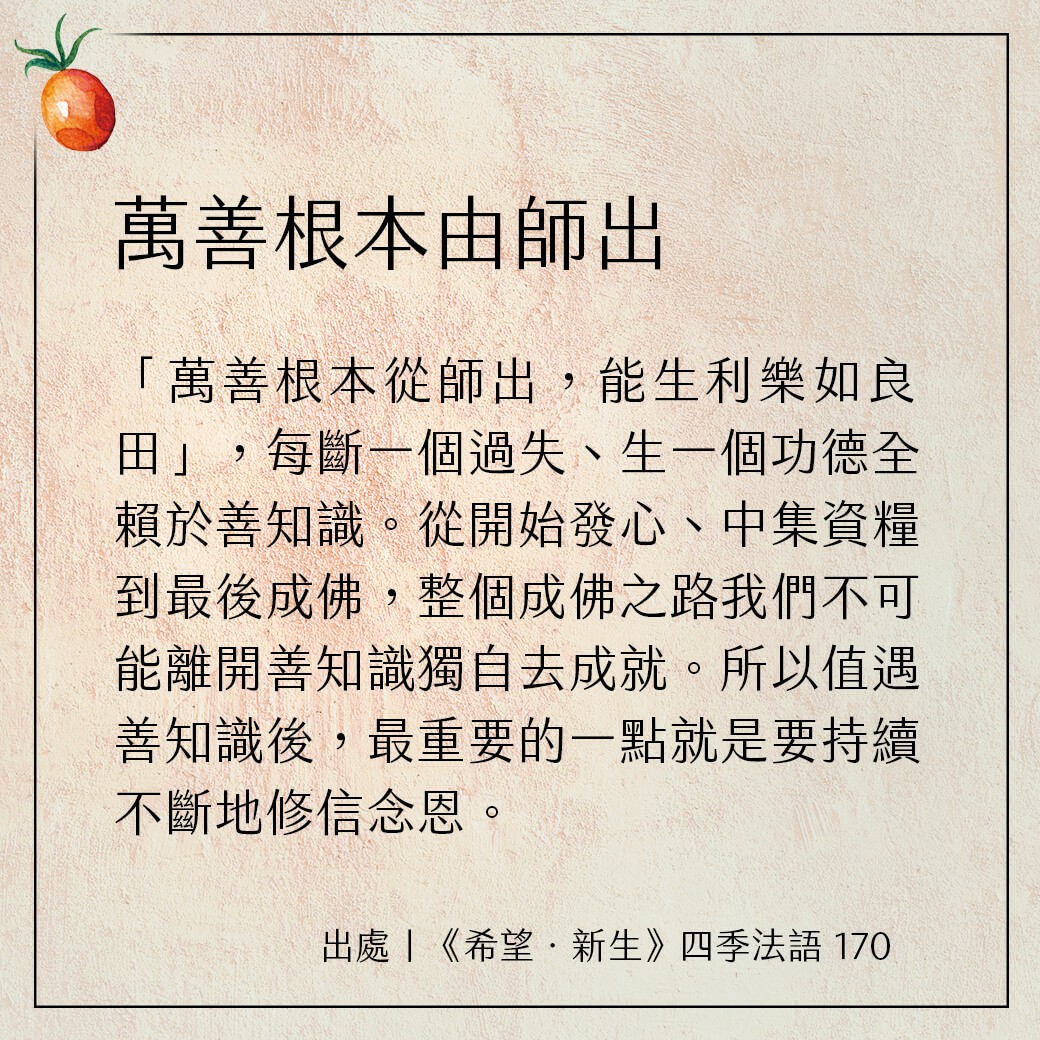 萬善根本由師出
「萬善根本從師出，能生利樂如良
田」，每斷一個過失、生一個功德全
賴於善知識。從開始發心、中集資糧
到最後成佛，整個成佛之路我們不可
能離開善知識獨自去成就。所以值遇
善知識後，最重要的一點就是要持續
不斷地修信念恩。
出處｜《希望．新生》四季法語 170